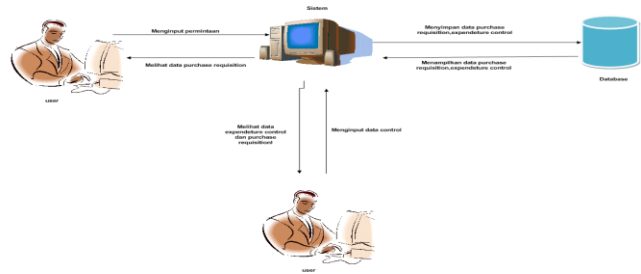 Sistem
Menginput permintaan
Melihat data purchase requisition
user
Menyimpan data purchase
requisition,expendeture control
Menampilkan data purchase
requisition,expendeture control
Database
Melihat data
expendeture control
dan purchase
requisitionl
Menginput data control
user